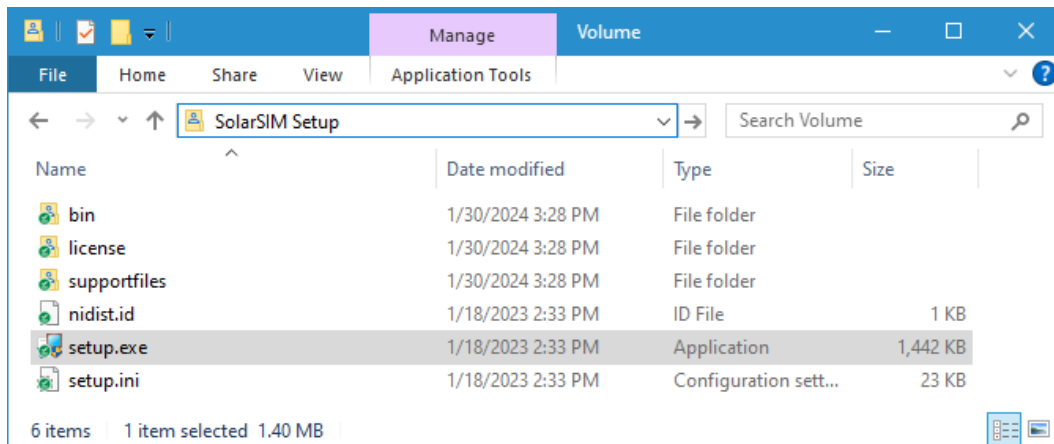 Manage Volume
File Home Share View Application Tools ?
SolarSIM Setup Search Volume
Name Date modified Type Size
bin 1/30/2024 3:28 PM File folder
license 1/30/2024 3:28 PM File folder
supportfiles 1/30/2024 3:28 PM File folder
nidist.id 1/18/2023 2:33 PM ID File 1 KB
setup.exe 1/18/2023 2:33 PM Application 1,442 KB
setup.ini 1/18/2023 2:33 PM Configuration sett... 23 KB
6 items 1 item selected 1.40 MB